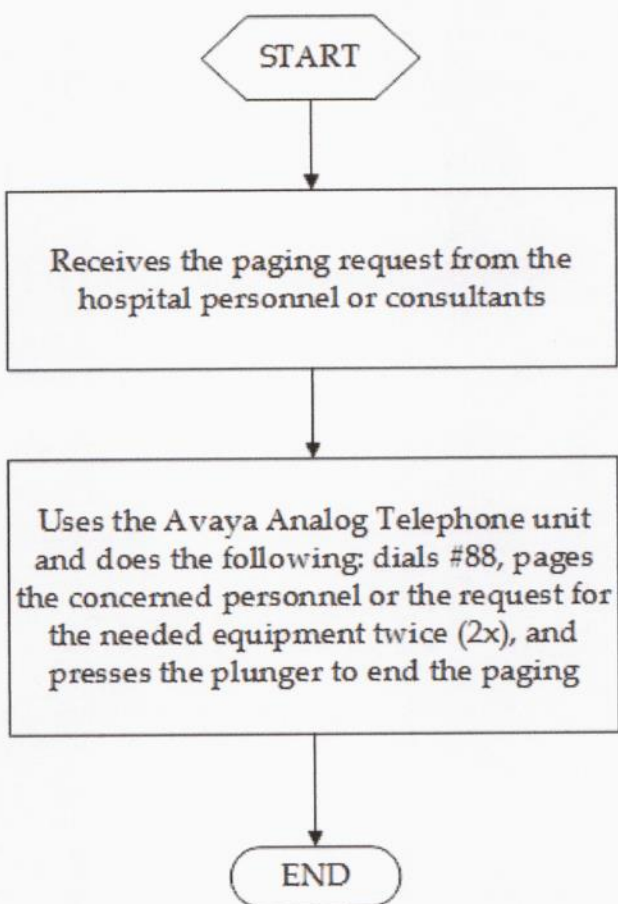 START
Receives the paging request from the
hospital personnel or consultants
Uses the Avaya Analog Telephone unit
and does the following: dials #88, pages
the concerned personnel or the request for
the needed equipment twice (2x), and
presses the plunger to end the paging
END